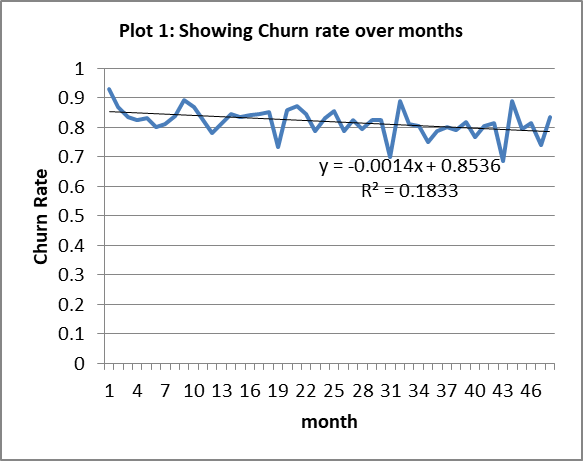 Plot 1: Showing Churn rate over months
1
0.9
0.8
0.7
0.6
0.5
0.4
0.3
0.2
0.1
0
Churn Rate
y = -0.0014x + 0.8536
R² = 0.1833
1 4 7 10 13 16 19 22 25 28 31 34 37 40 43 46
month